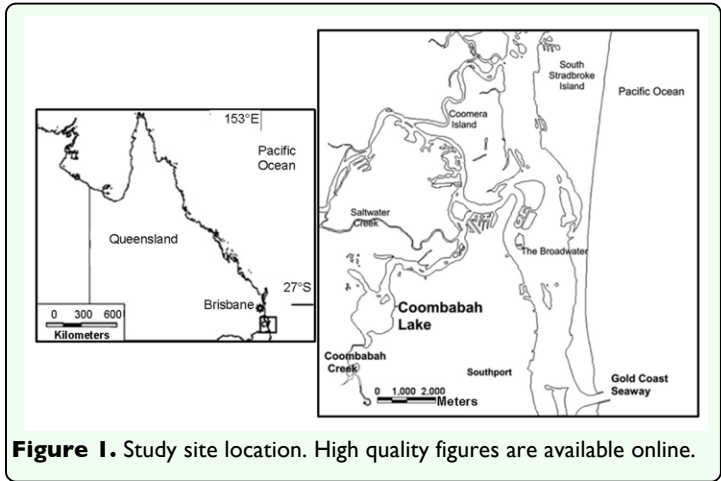 153°E
Pacific
Ocean
Queensland
27°S
Brisbane
0 300 600
Kilometers
South
Stradbroke
Island
Pacific Ocean
Coomera
Island
Saltwater
Creek
The Broadwater
Coombabah
Lake
Coombabah
Creek
Southport
Gold Coast
Seaway
0 1,000 2,000
Meters
Figure 1. Study site location. High quality figures are available online.